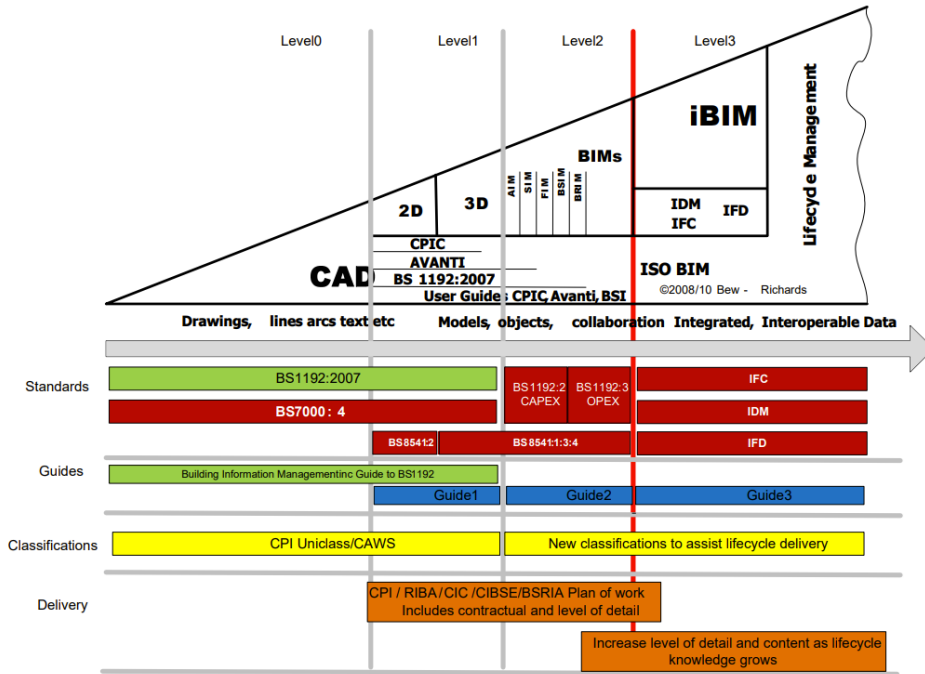 Level0
Level1
Level2
Level3
iBIM
BIMs
Lifecycle Management
2D
3D
AIM
SIM
FIM
BSIM
BRIM
IDM
IFD
IFC
CPIC
AVANTI
CAD
BS 1192:2007
ISO BIM
User Guides CPIC, Avanti, BSI
©2008/10 Bew - Richards
Drawings, lines arcs text etc
Models, objects, collaboration
Integrated, Interoperable Data
Standards
BS1192:2007
BS1192:2
CAPEX
BS1192:3
OPEX
IFC
BS7000: 4
IDM
BS8541:2
BS8541:1:3:4
IFD
Guides
Building Information Managementinc Guide to BS1192
Guide1
Guide2
Guide3
Classifications
CPI Uniclass/CAWS
New classifications to assist lifecycle delivery
Delivery
CPI / RIBA/CIC /CIBSE/BSRIA Plan of work
Includes contractual and level of detail
Increase level of detail and content as lifecycle
knowledge grows